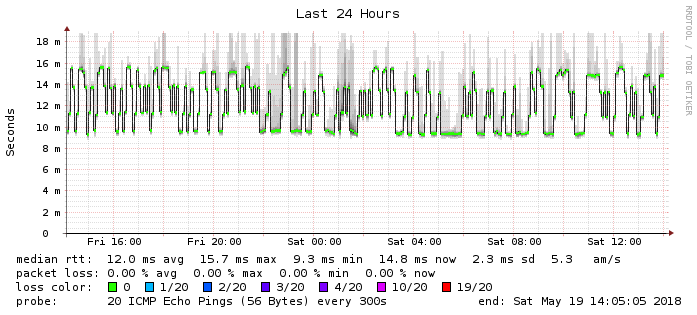 Last 24 Hours
RRDTOOL / TOBI OETIKER
Seconds
18 m
16 m
14 m
12 m
10 m
8 m
6 m
4 m
2 m
0
Fri 16:00 Fri 20:00 Sat 00:00 Sat 04:00 Sat 08:00 Sat 12:00
median rtt: 12.0 ms avg 15.7 ms max 9.3 ms min 14.8 ms now 2.3 ms sd 5.3 am/s
packet loss: 0.00 % avg 0.00 % max 0.00 % min 0.00 % now
loss color: 0 1/20 2/20 3/20 4/20 10/20 19/20
probe: 20 ICMP Echo Pings (56 Bytes) every 300s end: Sat May 19 14:05:05 2018